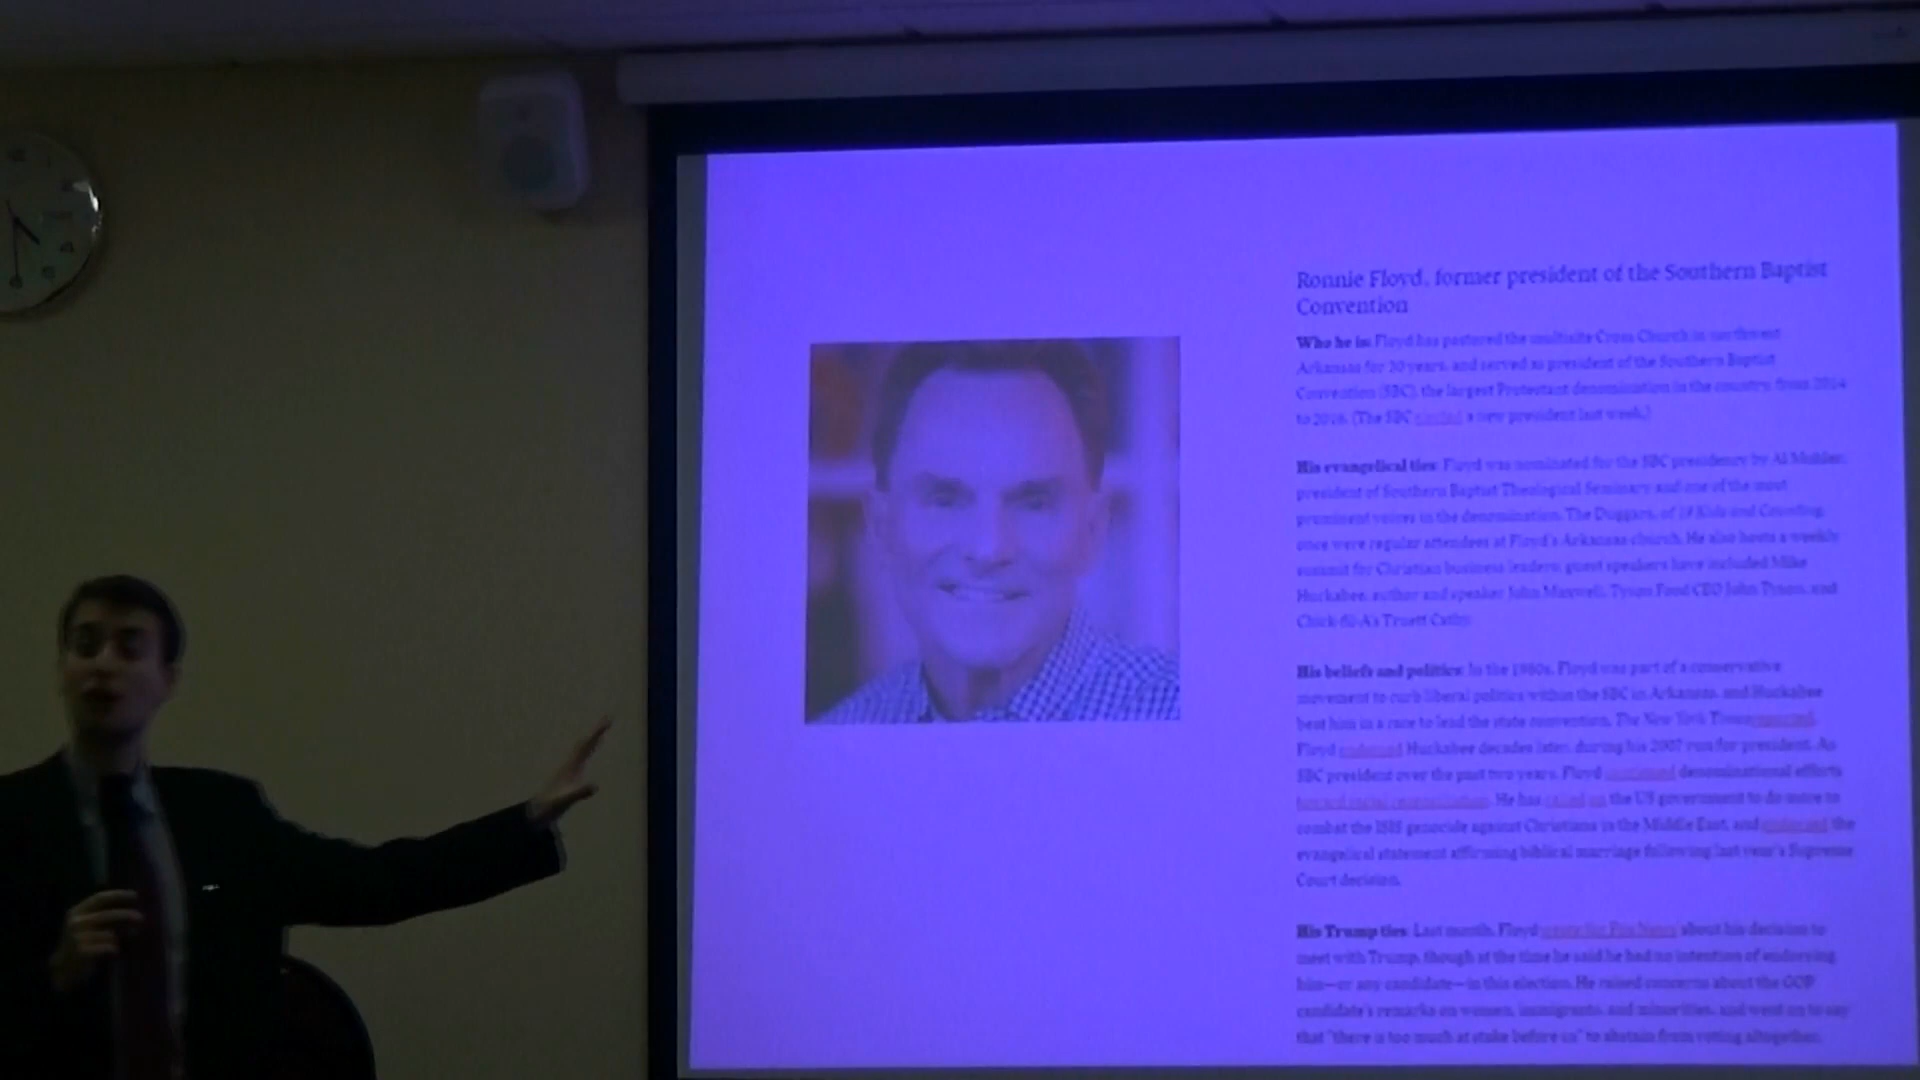 Ronnie Floyd, former president of the Southern Baptist
Convention
Who he is: Floyd has pastored the multisite Cross Church in northwest
Arkansas for 30 years, and served as president of the Southern Baptist
Convention (SBC), the largest Protestant denomination in the country, from 2014
to 2016. (The SBC elected a new president last week.)
His evangelical ties: Floyd was nominated for the SBC presidency by Al Mohler,
president of Southern Baptist Theological Seminary and one of the most
prominent voices in the denomination. The Duggars, of 19 Kids and Counting,
once were regular attendees at Floyd's Arkansas church. He also hosts a weekly
summit for Christian business leaders; guest speakers have included Mike
Huckabee, author and speaker John Maxwell, Tyson Food CEO John Tyson, and
Chick-fil-A's Truett Cathy.
His beliefs and politics: In the 1980s, Floyd was part of a conservative
movement to curb liberal politics within the SBC in Arkansas, and Huckabee
beat him in a race to lead the state convention, The New York Times reported.
Floyd endorsed Huckabee decades later, during his 2007 run for president. As
SBC president over the past two years, Floyd continued denominational efforts
toward racial reconciliation. He has called on the US government to do more to
combat the ISIS genocide against Christians in the Middle East, and endorsed the
evangelical statement affirming biblical marriage following last year's Supreme
Court decision.
His Trump ties: Last month, Floyd wrote for Fox News about his decision to
meet with Trump, though at the time he said he had no intention of endorsing
him—or any candidate—in this election. He raised concerns about the GOP
candidate's remarks on women, immigrants, and minorities, and went on to say
that "there is too much at stake before us" to abstain from voting altogether.